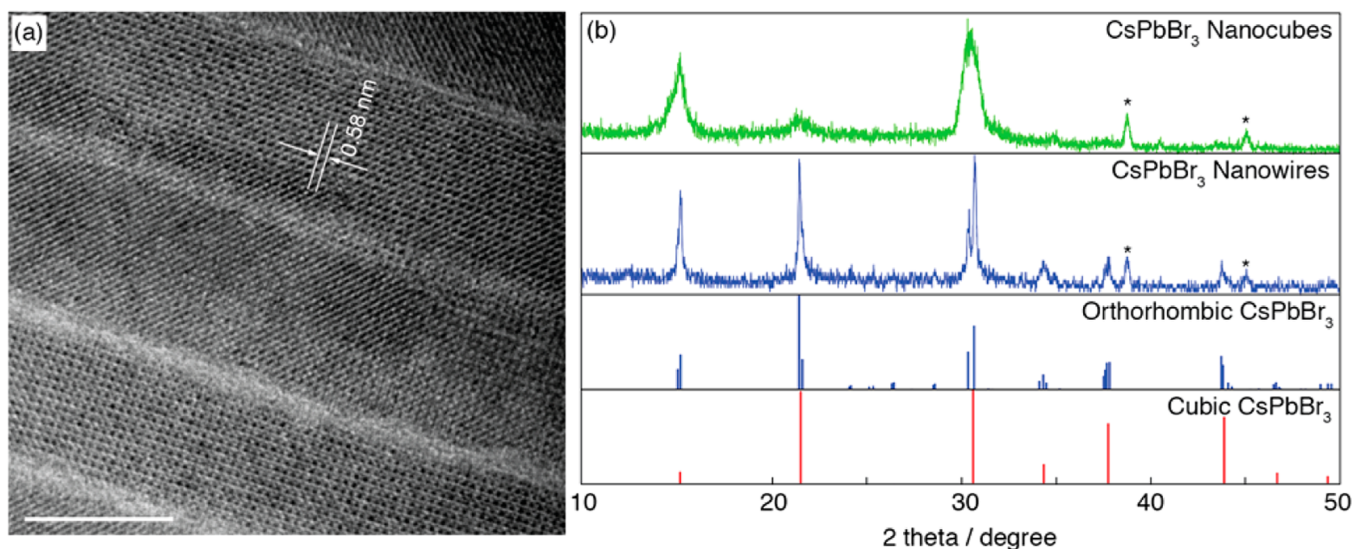 (a)
0.58 nm
(b)
CsPbBr₃ Nanocubes
*
*
CsPbBr₃ Nanowires
*
*
Orthorhombic CsPbBr₃
Cubic CsPbBr₃
10 20 30 40 50
2 theta / degree